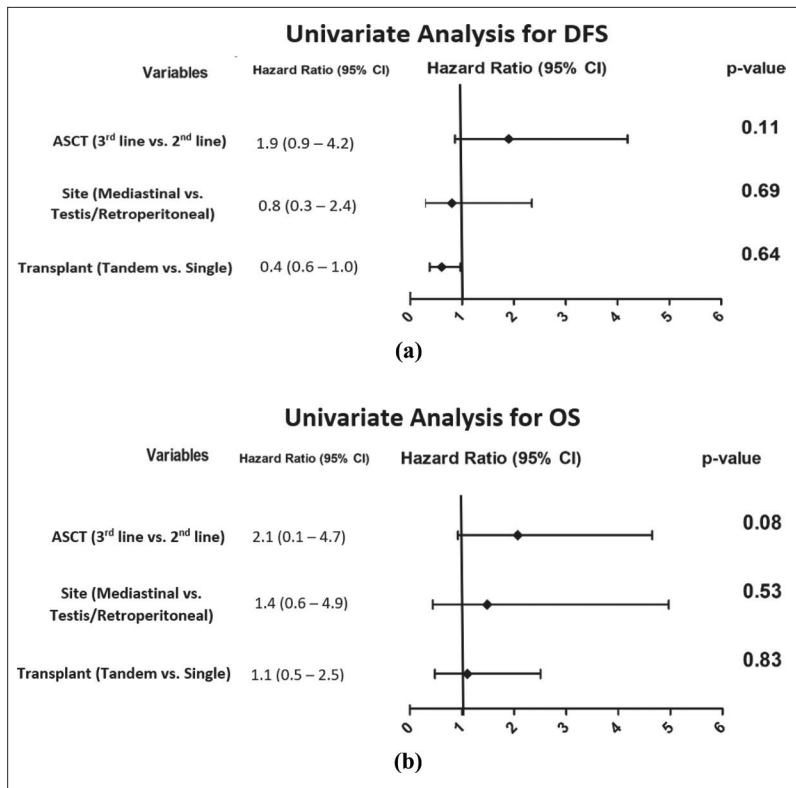 Univariate Analysis for DFS
Variables Hazard Ratio (95% CI) Hazard Ratio (95% CI) p-value
ASCT (3rd line vs. 2nd line) 1.9 (0.9 – 4.2) 0.11
Site (Mediastinal vs.
Testis/Retroperitoneal) 0.8 (0.3 – 2.4) 0.69
Transplant (Tandem vs. Single) 0.4 (0.6 – 1.0) 0.64
0 1 2 3 4 5 6
(a)
Univariate Analysis for OS
Variables Hazard Ratio (95% CI) Hazard Ratio (95% CI) p-value
ASCT (3rd line vs. 2nd line) 2.1 (0.1 – 4.7) 0.08
Site (Mediastinal vs.
Testis/Retroperitoneal) 1.4 (0.6 – 4.9) 0.53
Transplant (Tandem vs. Single) 1.1 (0.5 – 2.5) 0.83
0 1 2 3 4 5 6
(b)